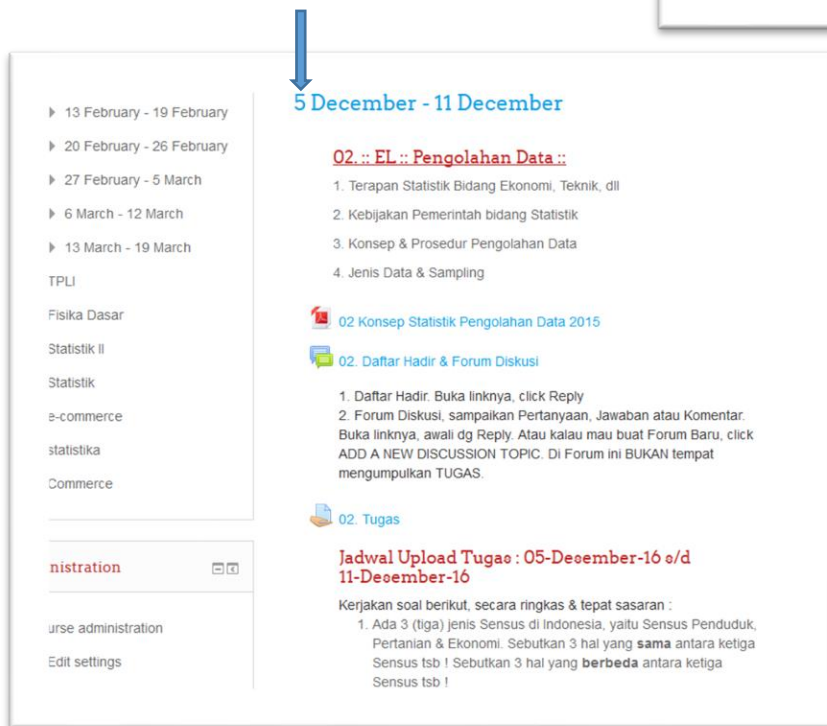 13 February - 19 February
20 February - 26 February
27 February - 5 March
6 March - 12 March
13 March - 19 March
TPLI
Fisika Dasar
Statistik II
Statistik
e-commerce
statistika
Commerce
nistration
urse administration
Edit settings
5 December - 11 December
02. :: EL :: Pengolahan Data ::
1. Terapan Statistik Bidang Ekonomi, Teknik, dll
2. Kebijakan Pemerintah bidang Statistik
3. Konsep & Prosedur Pengolahan Data
4. Jenis Data & Sampling
02 Konsep Statistik Pengolahan Data 2015
02. Daftar Hadir & Forum Diskusi
1. Daftar Hadir. Buka linknya, click Reply
2. Forum Diskusi, sampaikan Pertanyaan, Jawaban atau Komentar.
Buka linknya, awali dg Reply. Atau kalau mau buat Forum Baru, click
ADD A NEW DISCUSSION TOPIC. Di Forum ini BUKAN tempat
mengumpulkan TUGAS.
02. Tugas
Jadwal Upload Tugas : 05-Desember-16 s/d
11-Desember-16
Kerjakan soal berikut, secara ringkas & tepat sasaran :
1. Ada 3 (tiga) jenis Sensus di Indonesia, yaitu Sensus Penduduk,
Pertanian & Ekonomi. Sebutkan 3 hal yang sama antara ketiga
Sensus tsb ! Sebutkan 3 hal yang berbeda antara ketiga
Sensus tsb !